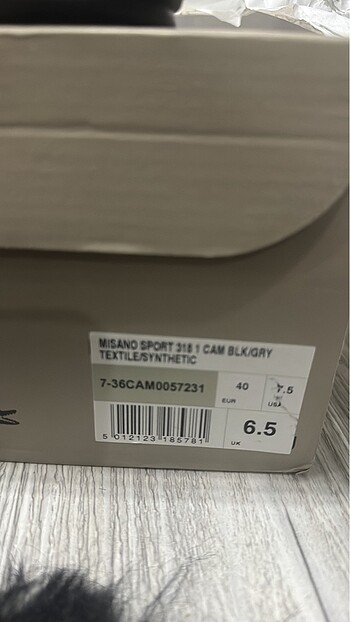 MISANO SPORT 318 1 CAM BLK/GRY
TEXTILE/SYNTHETIC
7-36CAM0057231
40
EUR
7.5
USA
5 012123 185781
6.5
UK